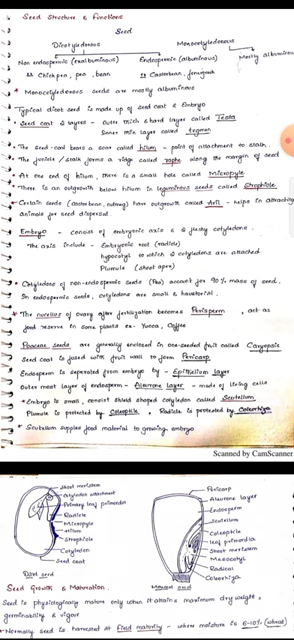 Seed Structure & Functions
Seed
Dicotyledonous
Monocotyledonous
Non endospermic (exalbuminous)
Endospermic (albuminous)
Mostly albuminous
Chickpea, pea, bean
Castorbean, fenugreek
* Monocotyledonous seeds are mostly albuminous
Typical dicot seed is made up of seed coat & Embryo
Seed coat 2 layers - Outer thick & hard layer called Testa
Inner thin layer called tegmen
The seed-coat bears a scar called hilum - point of attachment to stalk.
The funicle / stalk forms a ridge called raphe along the margin of seed
At one end of hilum, there is a small hole called Micropyle
There is an outgrowth below hilum in leguminous seeds called Strophiole.
Certain seeds (castorbean, nutmeg) have outgrowth called Aril - helps in attracting
animals for seed dispersal
Embryo - consists of embryonic axis & 2 fleshy cotyledons
The axis include - Embryonic root (radicle)
hypocotyl to which 2 cotyledons are attached
Plumule (shoot apex)
Cotyledons of non-endospermic seeds (Pea) account for 90% mass of seed.
In endospermic seeds, cotyledons are small & haustorial.
* The nucellus of ovary after fertilization becomes Perisperm, act as
food reserve in some plants ex- Yucca, Coffee
Poaceae seeds are generally enclosed in one-seeded fruit called Caryopsis
Seed coat is fused with fruit wall to form Pericarp
Endosperm is seperated from embryo by - Epithelium layer
Outer most layer of endosperm - Aleurone layer - made of living cells
* Embryo is small, consist shield shaped cotyledon called Scutellum
Plumule is protected by Coleoptile, Radicle is protected by Coleorhiza
* Scutellum supplies food material to growing embryo
Scanned by CamScanner
Shoot meristem
Cotyledon attachment
Primary leaf primordia
Radicle
Micropyle
Hilum
Strophiole
Cotyledon
Seed coat
Dicot seed
Pericarp
Aleurone layer
Endosperm
Scutellum
Coleoptile
leaf primordia
Shoot meristem
Mesocotyl
Radical
Coleorhiza
Monocot seed
Seed Growth & Maturation.
Seed is physiologically mature only when it attains a maximum dry weight,
germinability & vigor
* Normally seed is harvested at field maturity - where moisture is 6-10% (wheat)